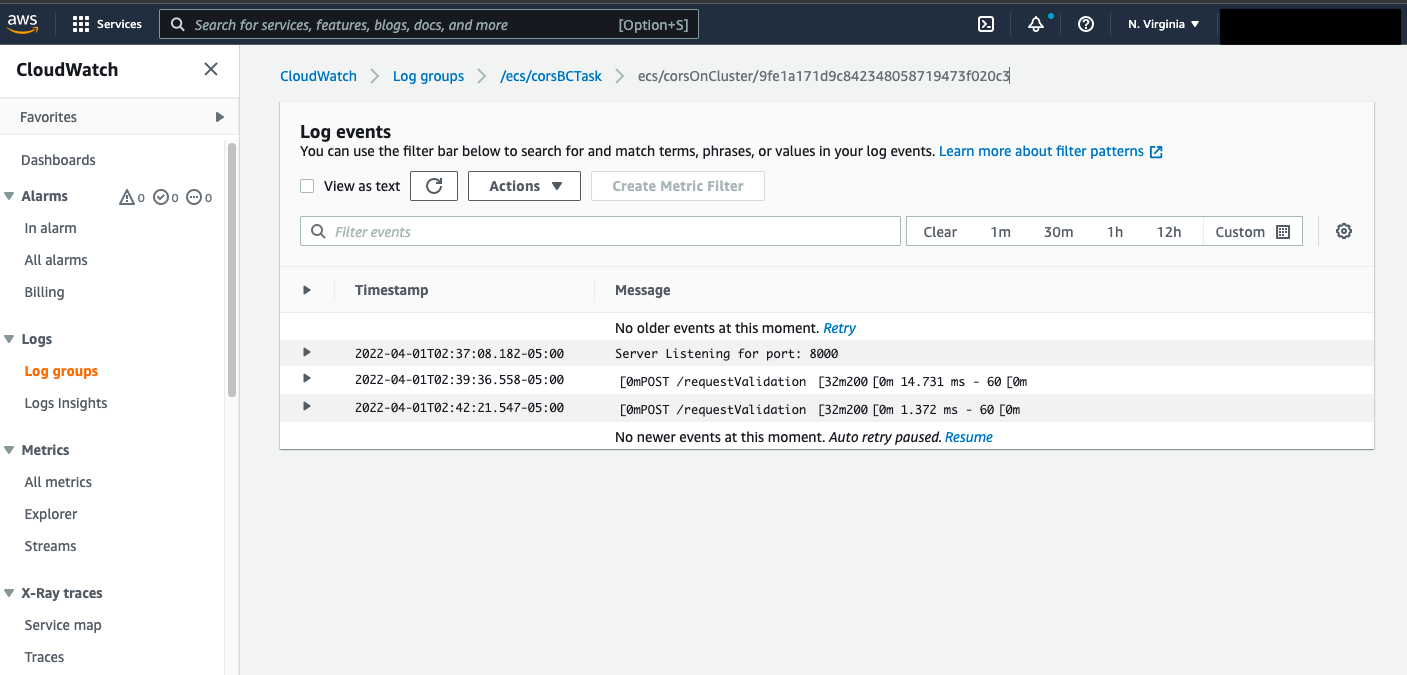 aws Services Search for services, features, blogs, docs, and more [Option+S] N. Virginia
CloudWatch
Favorites
Dashboards
Alarms 0 0 0
In alarm
All alarms
Billing
Logs
Log groups
Logs Insights
Metrics
All metrics
Explorer
Streams
X-Ray traces
Service map
Traces
CloudWatch Log groups /ecs/corsBCTask ecs/corsOnCluster/9fe1a171d9c842348058719473f020c3
Log events
You can use the filter bar below to search for and match terms, phrases, or values in your log events. Learn more about filter patterns
View as text Actions Create Metric Filter
Filter events Clear 1m 30m 1h 12h Custom
Timestamp Message
No older events at this moment. Retry
2022-04-01T02:37:08.182-05:00 Server Listening for port: 8000
2022-04-01T02:39:36.558-05:00 [0mPOST /requestValidation [32m200 [0m 14.731 ms - 60 [0m
2022-04-01T02:42:21.547-05:00 [0mPOST /requestValidation [32m200 [0m 1.372 ms - 60 [0m
No newer events at this moment. Auto retry paused. Resume